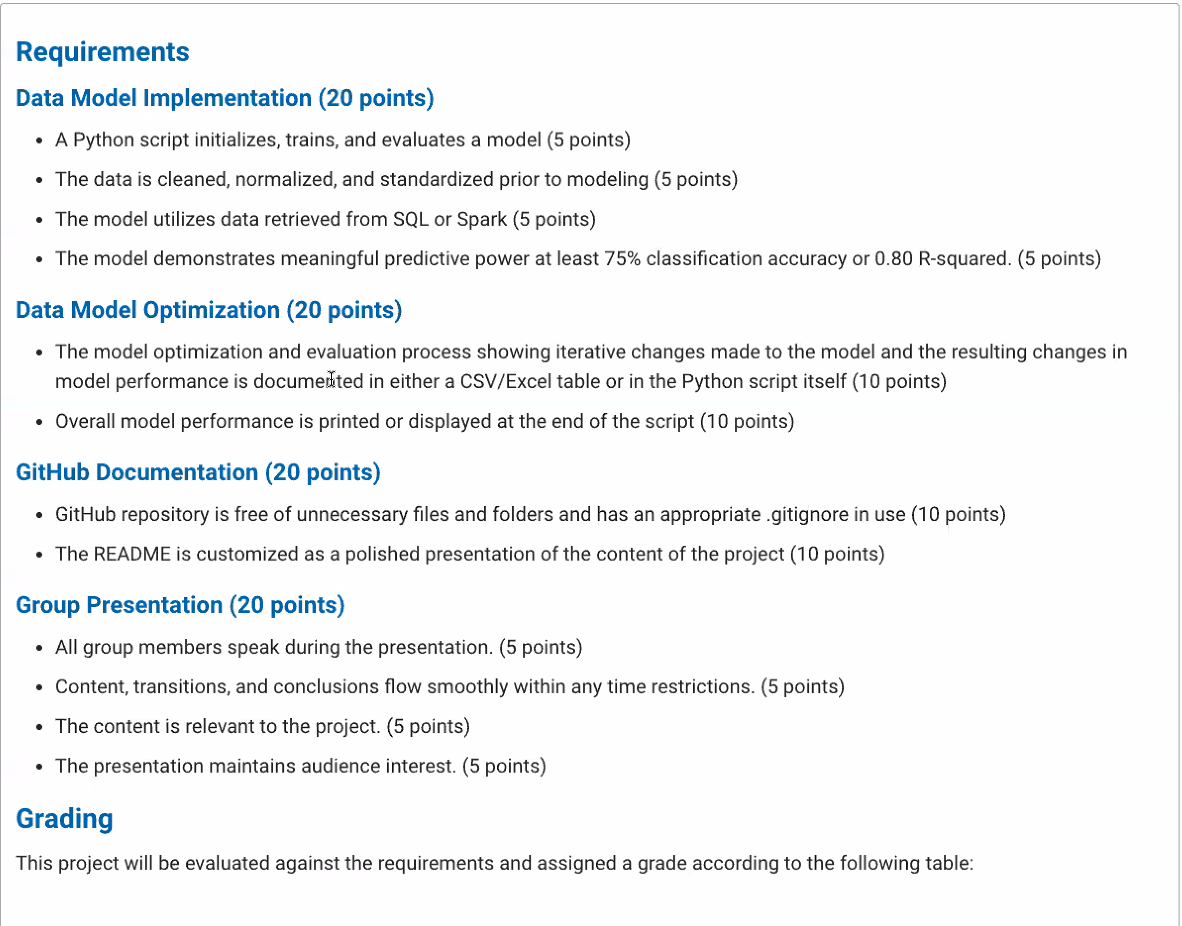 Requirements
Data Model Implementation (20 points)
• A Python script initializes, trains, and evaluates a model (5 points)
• The data is cleaned, normalized, and standardized prior to modeling (5 points)
• The model utilizes data retrieved from SQL or Spark (5 points)
• The model demonstrates meaningful predictive power at least 75% classification accuracy or 0.80 R-squared. (5 points)
Data Model Optimization (20 points)
• The model optimization and evaluation process showing iterative changes made to the model and the resulting changes in
model performance is documented in either a CSV/Excel table or in the Python script itself (10 points)
• Overall model performance is printed or displayed at the end of the script (10 points)
GitHub Documentation (20 points)
• GitHub repository is free of unnecessary files and folders and has an appropriate .gitignore in use (10 points)
• The README is customized as a polished presentation of the content of the project (10 points)
Group Presentation (20 points)
• All group members speak during the presentation. (5 points)
• Content, transitions, and conclusions flow smoothly within any time restrictions. (5 points)
• The content is relevant to the project. (5 points)
• The presentation maintains audience interest. (5 points)
Grading
This project will be evaluated against the requirements and assigned a grade according to the following table: